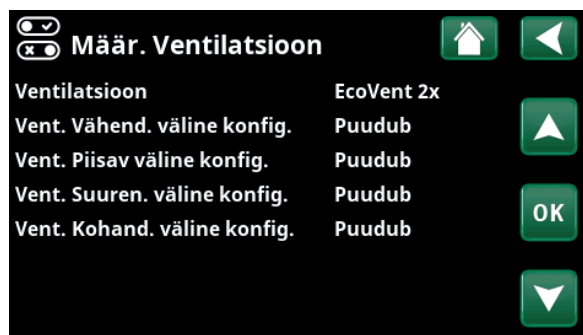 Määr. Ventilatsioon
Ventilatsioon EcoVent 2x
Vent. Vähend. väline konfig. Puudub
Vent. Piisav väline konfig. Puudub
Vent. Suuren. väline konfig. Puudub
Vent. Kohand. väline konfig. Puudub
OK